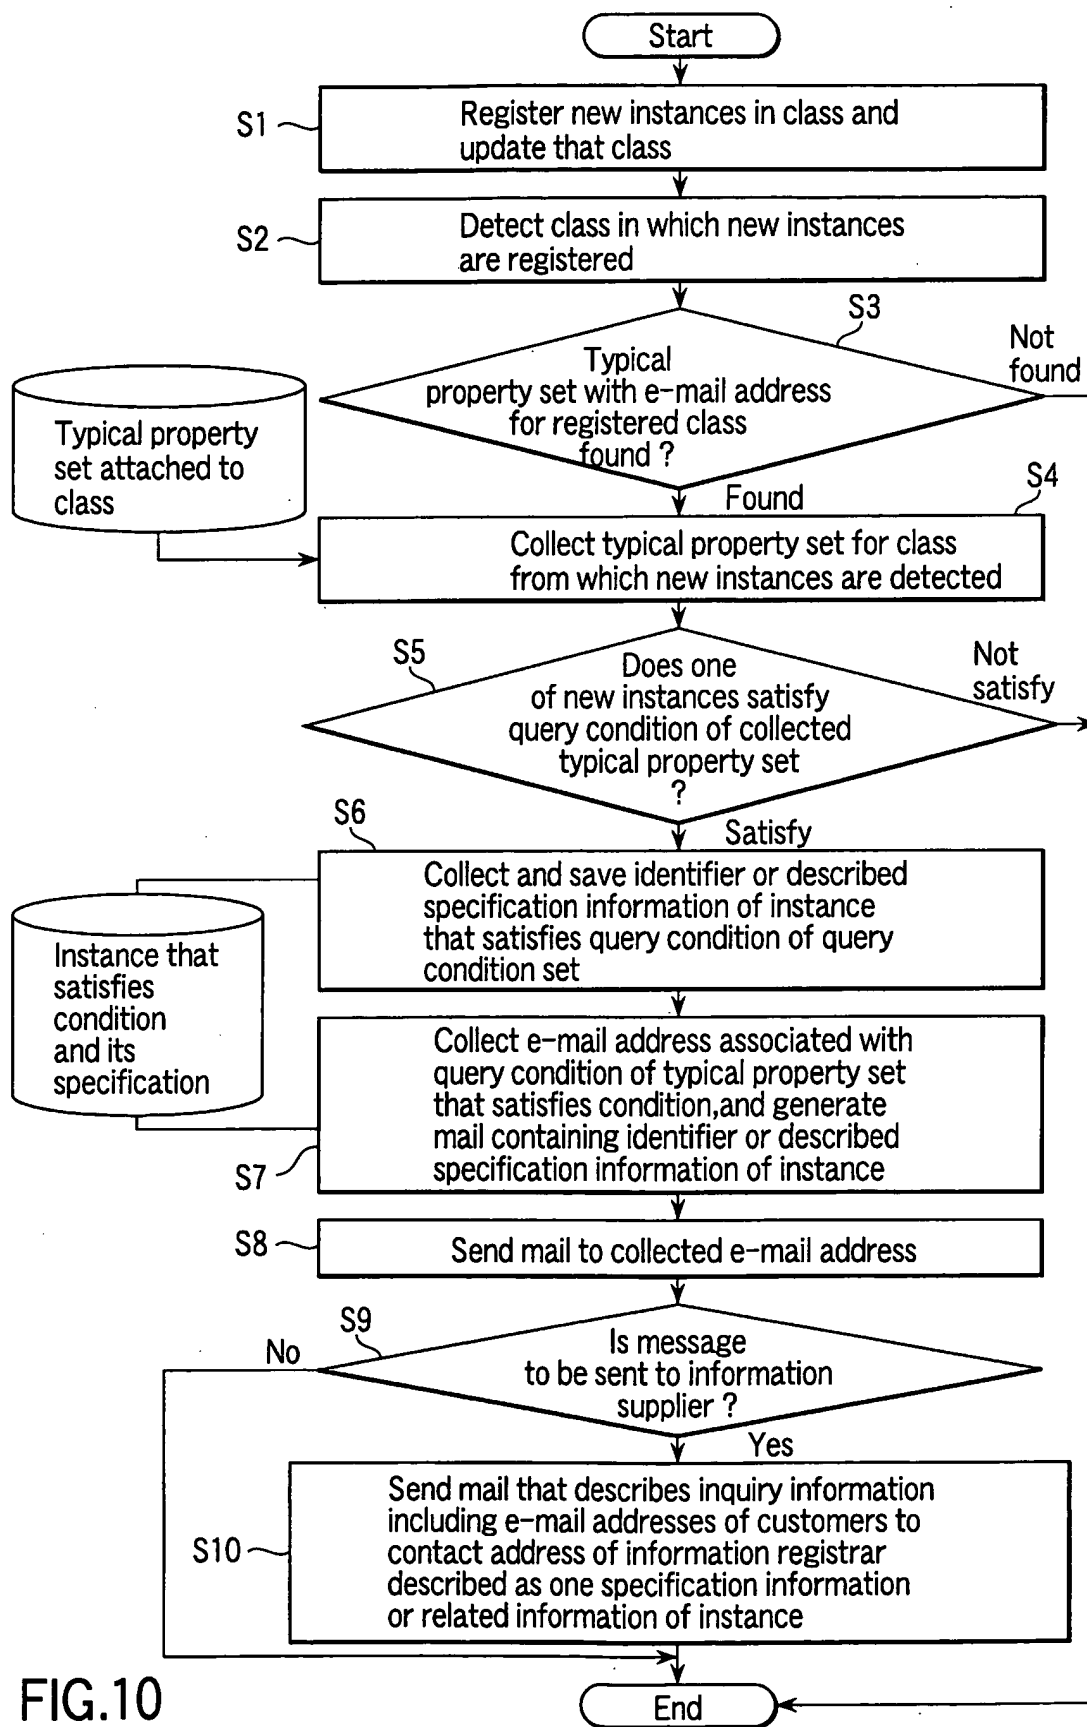 Start
S1
Register new instances in class and
update that class
S2
Detect class in which new instances
are registered
S3
Not
found
Typical
property set with e-mail address
for registered class
found ?
Typical property
set attached to
class
Found
S4
Collect typical property set for class
from which new instances are detected
S5
Not
satisfy
Does one
of new instances satisfy
query condition of collected
typical property set
?
S6
Satisfy
Collect and save identifier or described
specification information of instance
that satisfies query condition of query
condition set
Instance that
satisfies
condition
and its
specification
Collect e-mail address associated with
query condition of typical property set
that satisfies condition,and generate
mail containing identifier or described
specification information of instance
S7
S8
Send mail to collected e-mail address
S9
No
Is message
to be sent to information
supplier ?
Yes
S10
Send mail that describes inquiry information
including e-mail addresses of customers to
contact address of information registrar
described as one specification information
or related information of instance
End
FIG.10